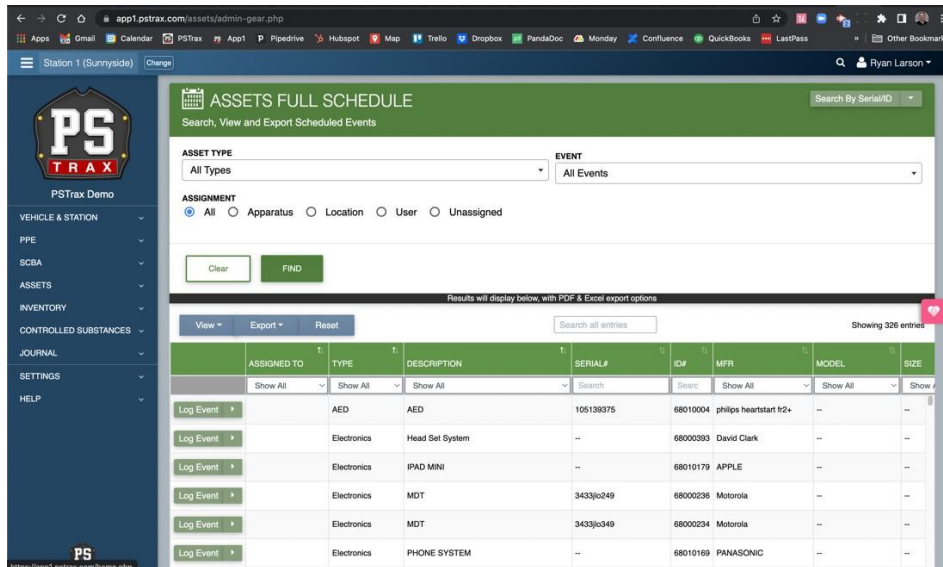 app1.pstrax.com/assets/admin-gear.php
Apps Gmail Calendar PSTrax App1 Pipedrive Hubspot Map Trello Dropbox PandaDoc Monday Confluence QuickBooks LastPass » Other Bookmar
Station 1 (Sunnyside) Change Ryan Larson
PS
TRAX
PSTrax Demo
VEHICLE & STATION
PPE
SCBA
ASSETS
INVENTORY
CONTROLLED SUBSTANCES
JOURNAL
SETTINGS
HELP
PS
ASSETS FULL SCHEDULE
Search By Serial/ID
Search, View and Export Scheduled Events
ASSET TYPE EVENT
All Types All Events
ASSIGNMENT
All Apparatus Location User Unassigned
Clear FIND
Results will display below, with PDF & Excel export options
View Export Reset Search all entries Showing 326 entries
ASSIGNED TO TYPE DESCRIPTION SERIAL# ID# MFR MODEL SIZE
Show All Show All Show All Search Searc Show All Show All Show
Log Event AED AED 105139375 68010004 philips heartstart fr2+ -- --
Log Event Electronics Head Set System -- 68000393 David Clark -- --
Log Event Electronics IPAD MINI -- 68010179 APPLE -- --
Log Event Electronics MDT 3433jlo249 68000236 Motorola -- --
Log Event Electronics MDT 3433jlo349 68000234 Motorola -- --
Log Event Electronics PHONE SYSTEM -- 68010169 PANASONIC -- --